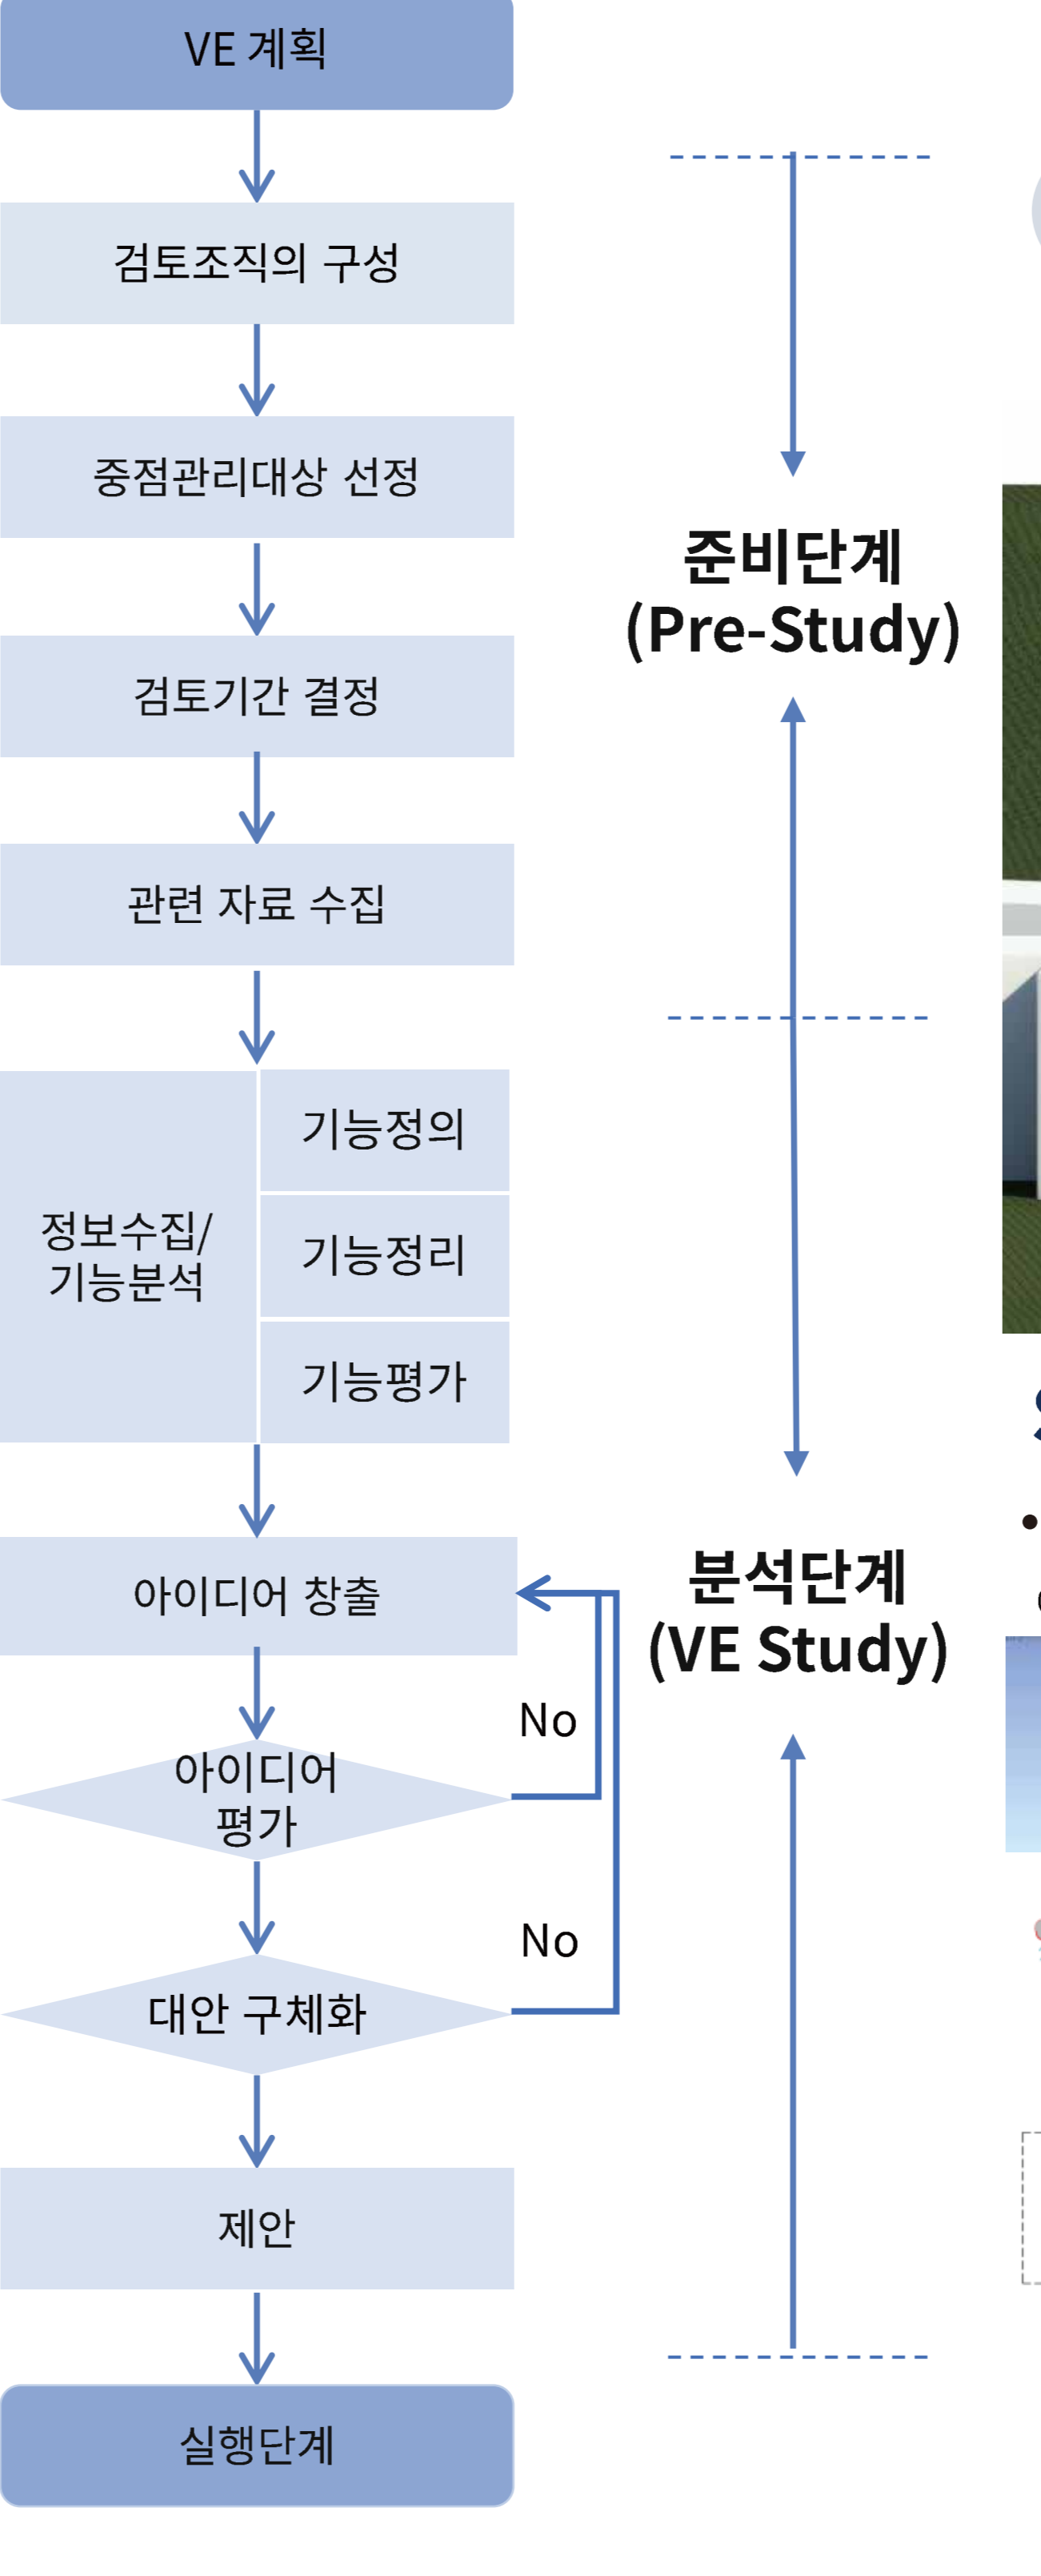 VE 계획
검토조직의 구성
중점관리대상 선정
검토기간 결정
관련 자료 수집
정보수집/
기능분석
기능정의
기능정리
기능평가
아이디어 창출
No
아이디어
평가
No
대안 구체화
제안
실행단계
준비단계
(Pre-Study)
분석단계
(VE Study)